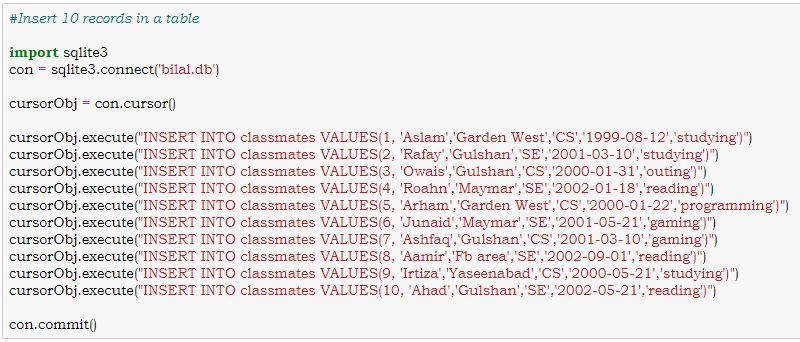 #Insert 10 records in a table
import sqlite3
con = sqlite3.connect('bilal.db')
cursorObj = con.cursor()
cursorObj.execute("INSERT INTO classmates VALUES(1, 'Aslam','Garden West','CS','1999-08-12','studying')")
cursorObj.execute("INSERT INTO classmates VALUES(2, 'Rafay','Gulshan','SE','2001-03-10','studying')")
cursorObj.execute("INSERT INTO classmates VALUES(3, 'Owais','Gulshan','CS','2000-01-31','outing')")
cursorObj.execute("INSERT INTO classmates VALUES(4, 'Roahn','Maymar','SE','2002-01-18','reading')")
cursorObj.execute("INSERT INTO classmates VALUES(5, 'Arham','Garden West','CS','2000-01-22','programming')")
cursorObj.execute("INSERT INTO classmates VALUES(6, 'Junaid','Maymar','SE','2001-05-21','gaming')")
cursorObj.execute("INSERT INTO classmates VALUES(7, 'Ashfaq','Gulshan','CS','2001-03-10','gaming')")
cursorObj.execute("INSERT INTO classmates VALUES(8, 'Aamir','Fb area','SE','2002-09-01','reading')")
cursorObj.execute("INSERT INTO classmates VALUES(9, 'Irtiza','Yaseenabad','CS','2000-05-21','studying')")
cursorObj.execute("INSERT INTO classmates VALUES(10, 'Ahad','Gulshan','SE','2002-05-21','reading')")
con.commit()